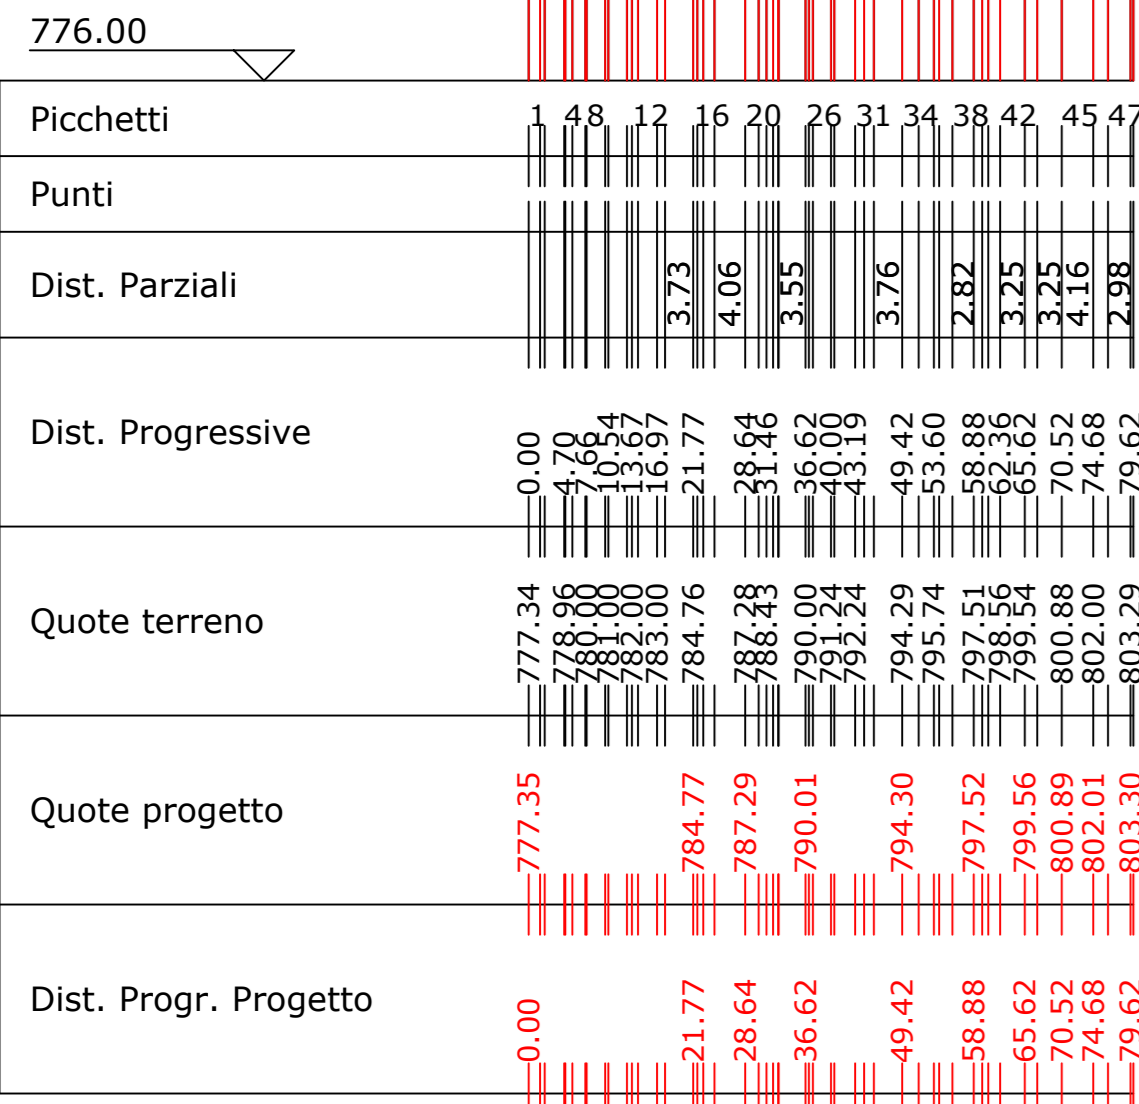 776.00
Picchetti 1 4 8 12 16 20 26 31 34 38 42 45 47
Punti
Dist. Parziali 3.73 4.06 3.55 3.76 2.82 3.25 3.25 4.16 2.98
Dist. Progressive 0.00 4.70 7.66 10.54 13.67 16.97 21.77 28.64 31.46 36.62 40.00 43.19 49.42 53.60 58.88 62.36 65.62 70.52 74.68 79.62
Quote terreno 777.34 778.96 780.00 781.00 782.00 783.00 784.76 787.28 788.43 790.00 791.24 792.24 794.29 795.74 797.51 798.56 799.54 800.88 802.00 803.29
Quote progetto 777.35 784.77 787.29 790.01 794.30 797.52 799.56 800.89 802.01 803.30
Dist. Progr. Progetto 0.00 21.77 28.64 36.62 49.42 58.88 65.62 70.52 74.68 79.62